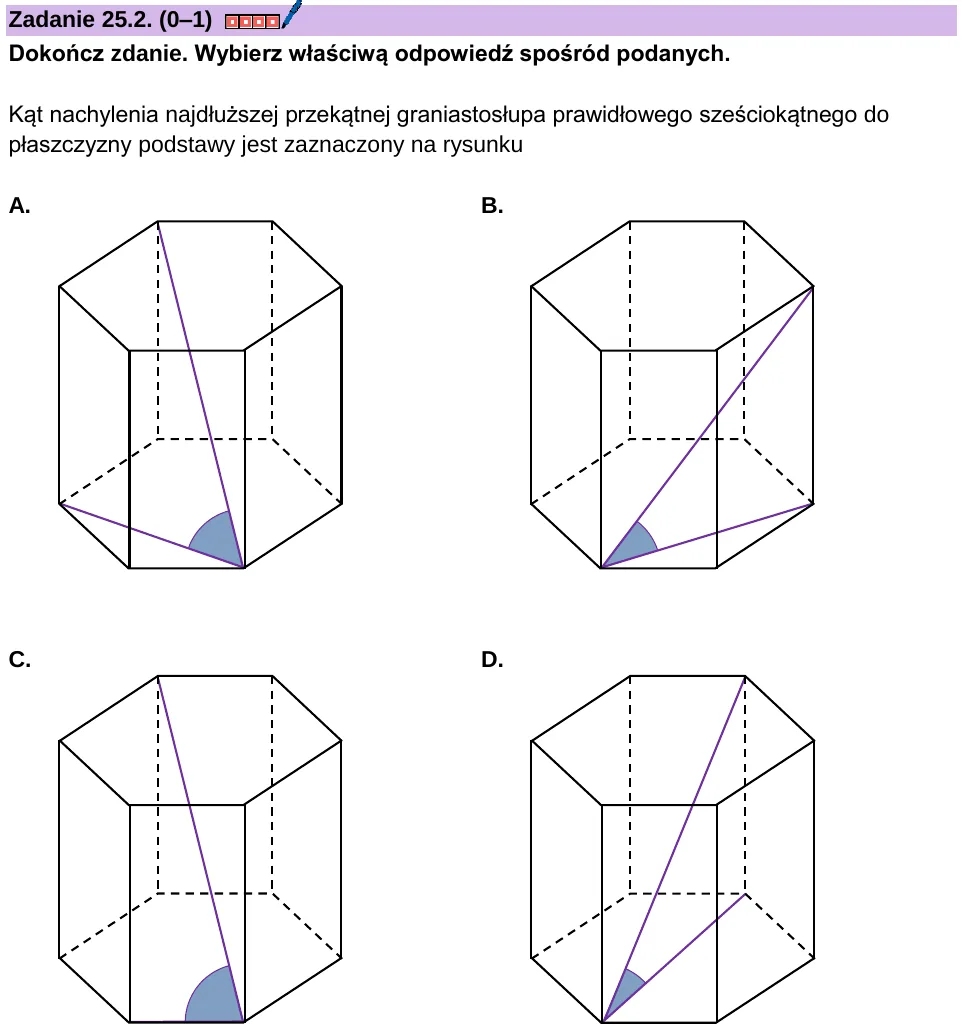 Zadanie 25.2. (0–1)
Dokończ zdanie. Wybierz właściwą odpowiedź spośród podanych.
Kąt nachylenia najdłuższej przekątnej graniastosłupa prawidłowego sześciokątnego do
płaszczyzny podstawy jest zaznaczony na rysunku
A.
B.
C.
D.